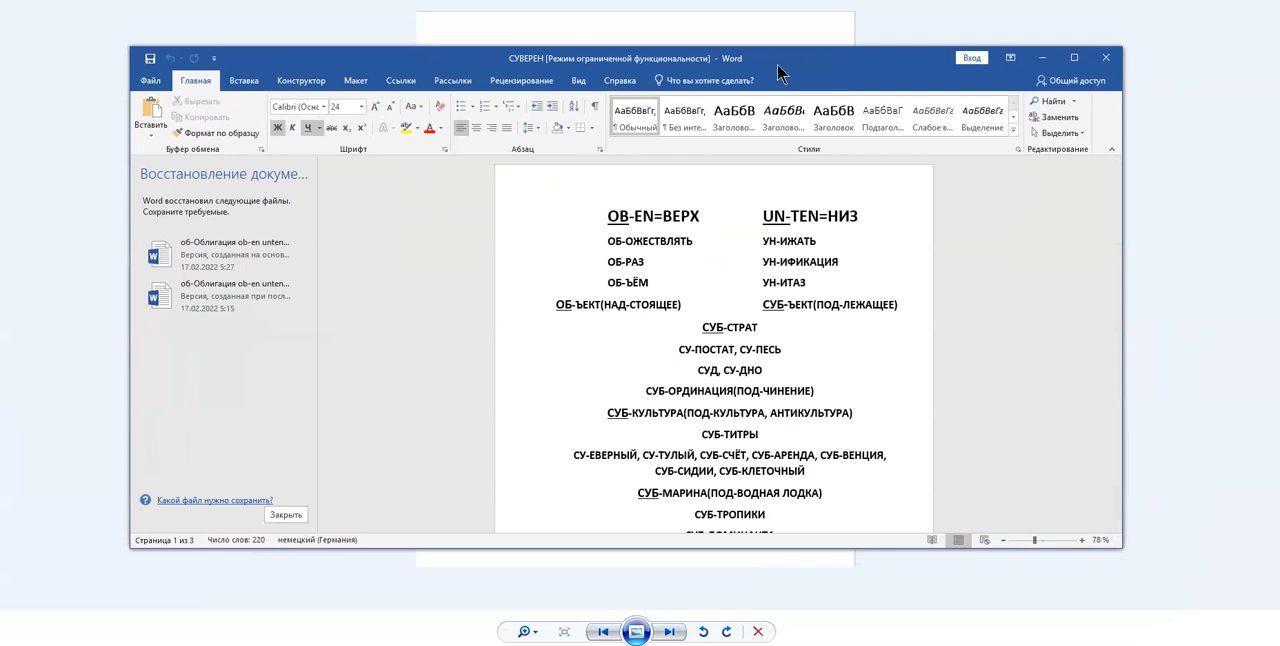 СУВЕРЕН [Режим ограниченной функциональности] - Word
Вход
Файл Главная Вставка Конструктор Макет Ссылки Рассылки Рецензирование Вид Справка Что вы хотите сделать? Общий доступ
Вставить
Вырезать
Копировать
Формат по образцу
Буфер обмена
Calibri (Оснс 24
Шрифт
Абзац
АаБбВвГг, АаБбВвГг, АаБбВ АаБбВı АаБбВ АаБбВвГ АаБбВвГг АаБбВвГг
¶ Обычный ¶ Без инте... Заголово... Заголово... Заголовок Подзагол... Слабое в... Выделение
Стили
Найти
Заменить
Выделить
Редактирование
Восстановление докуме...
Word восстановил следующие файлы.
Сохраните требуемые.
об-Облигация ob-en unten...
Версия, созданная на основ...
17.02.2022 5:27
об-Облигация ob-en unten...
Версия, созданная при посл...
17.02.2022 5:15
Какой файл нужно сохранить?
Закрыть
OB-EN=ВЕРХ UN-TEN=НИЗ
ОБ-ОЖЕСТВЛЯТЬ УН-ИЖАТЬ
ОБ-РАЗ УН-ИФИКАЦИЯ
ОБ-ЪЁМ УН-ИТАЗ
ОБ-ЪЕКТ(НАД-СТОЯЩЕЕ) СУБ-ЪЕКТ(ПОД-ЛЕЖАЩЕЕ)
СУБ-СТРАТ
СУ-ПОСТАТ, СУ-ПЕСЬ
СУД, СУ-ДНО
СУБ-ОРДИНАЦИЯ(ПОД-ЧИНЕНИЕ)
СУБ-КУЛЬТУРА(ПОД-КУЛЬТУРА, АНТИКУЛЬТУРА)
СУБ-ТИТРЫ
СУ-ЕВЕРНЫЙ, СУ-ТУЛЫЙ, СУБ-СЧЁТ, СУБ-АРЕНДА, СУБ-ВЕНЦИЯ,
СУБ-СИДИИ, СУБ-КЛЕТОЧНЫЙ
СУБ-МАРИНА(ПОД-ВОДНАЯ ЛОДКА)
СУБ-ТРОПИКИ
Страница 1 из 3 Число слов: 220 немецкий (Германия) 78 %